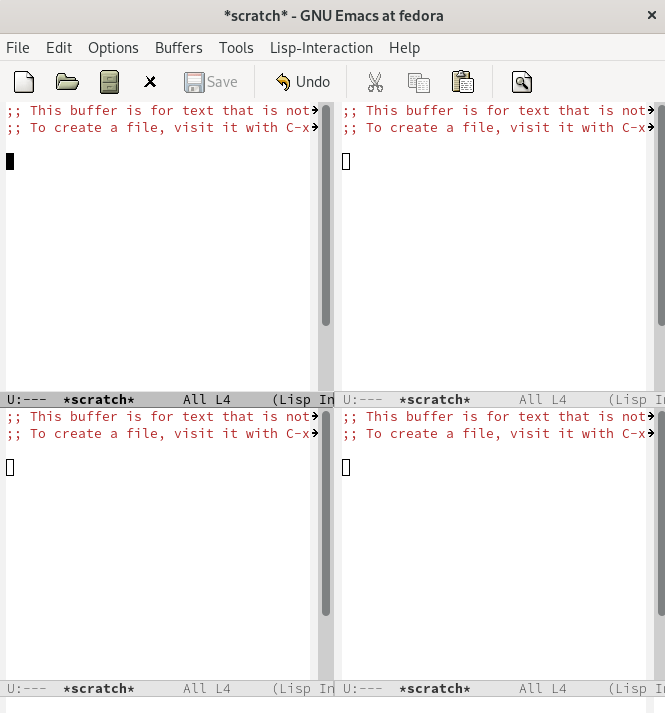 *scratch* - GNU Emacs at fedora
File Edit Options Buffers Tools Lisp-Interaction Help
Save Undo
;; This buffer is for text that is not
;; To create a file, visit it with C-x
U:--- *scratch* All L4 (Lisp In
;; This buffer is for text that is not
;; To create a file, visit it with C-x
U:--- *scratch* All L4 (Lisp In
;; This buffer is for text that is not
;; To create a file, visit it with C-x
U:--- *scratch* All L4 (Lisp In
;; This buffer is for text that is not
;; To create a file, visit it with C-x
U:--- *scratch* All L4 (Lisp In